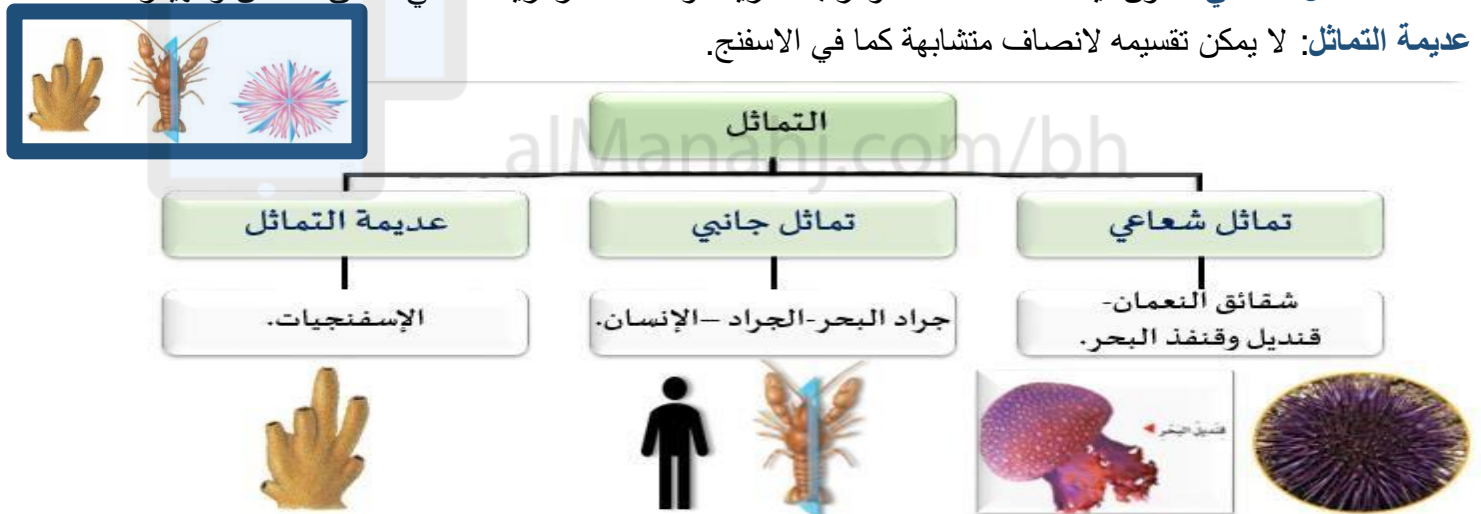 عديمة التماثل: لا يمكن تقسيمه لانصاف متشابهة كما في الاسفنج.
alManahj.com/bh
التماثل
تماثل شعاعي
تماثل جانبي
عديمة التماثل
شقائق النعمان-
قنديل وقنفذ البحر.
جراد البحر-الجراد –الإنسان.
الإسفنجيات.
قنديل البحر